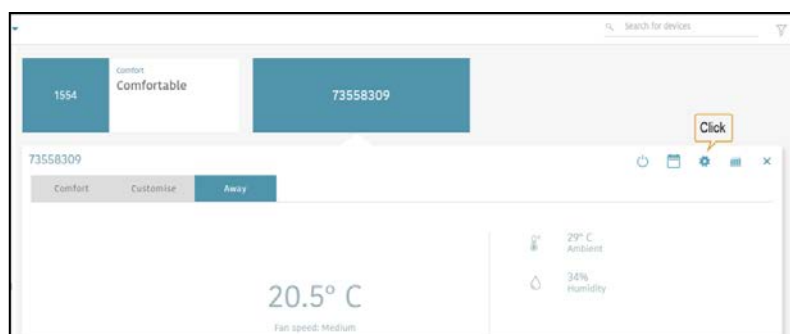 Search for devices
1554
Comfort
Comfortable
73558309
Click
73558309
Comfort
Customise
Away
29° C
Ambient
34%
Humidity
20.5° C
Fan speed: Medium